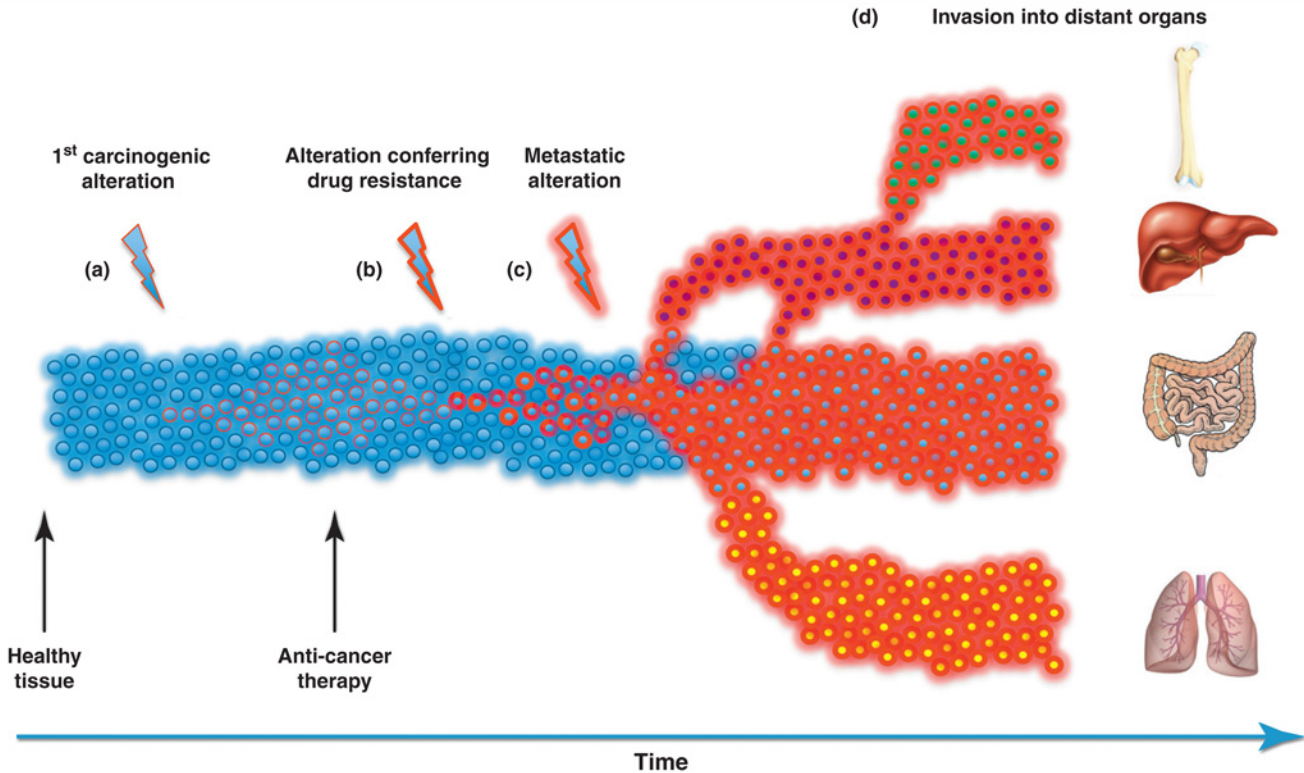 (d) Invasion into distant organs
1st carcinogenic
alteration
Alteration conferring
drug resistance
Metastatic
alteration
(a)
(b)
(c)
Healthy
tissue
Anti-cancer
therapy
Time